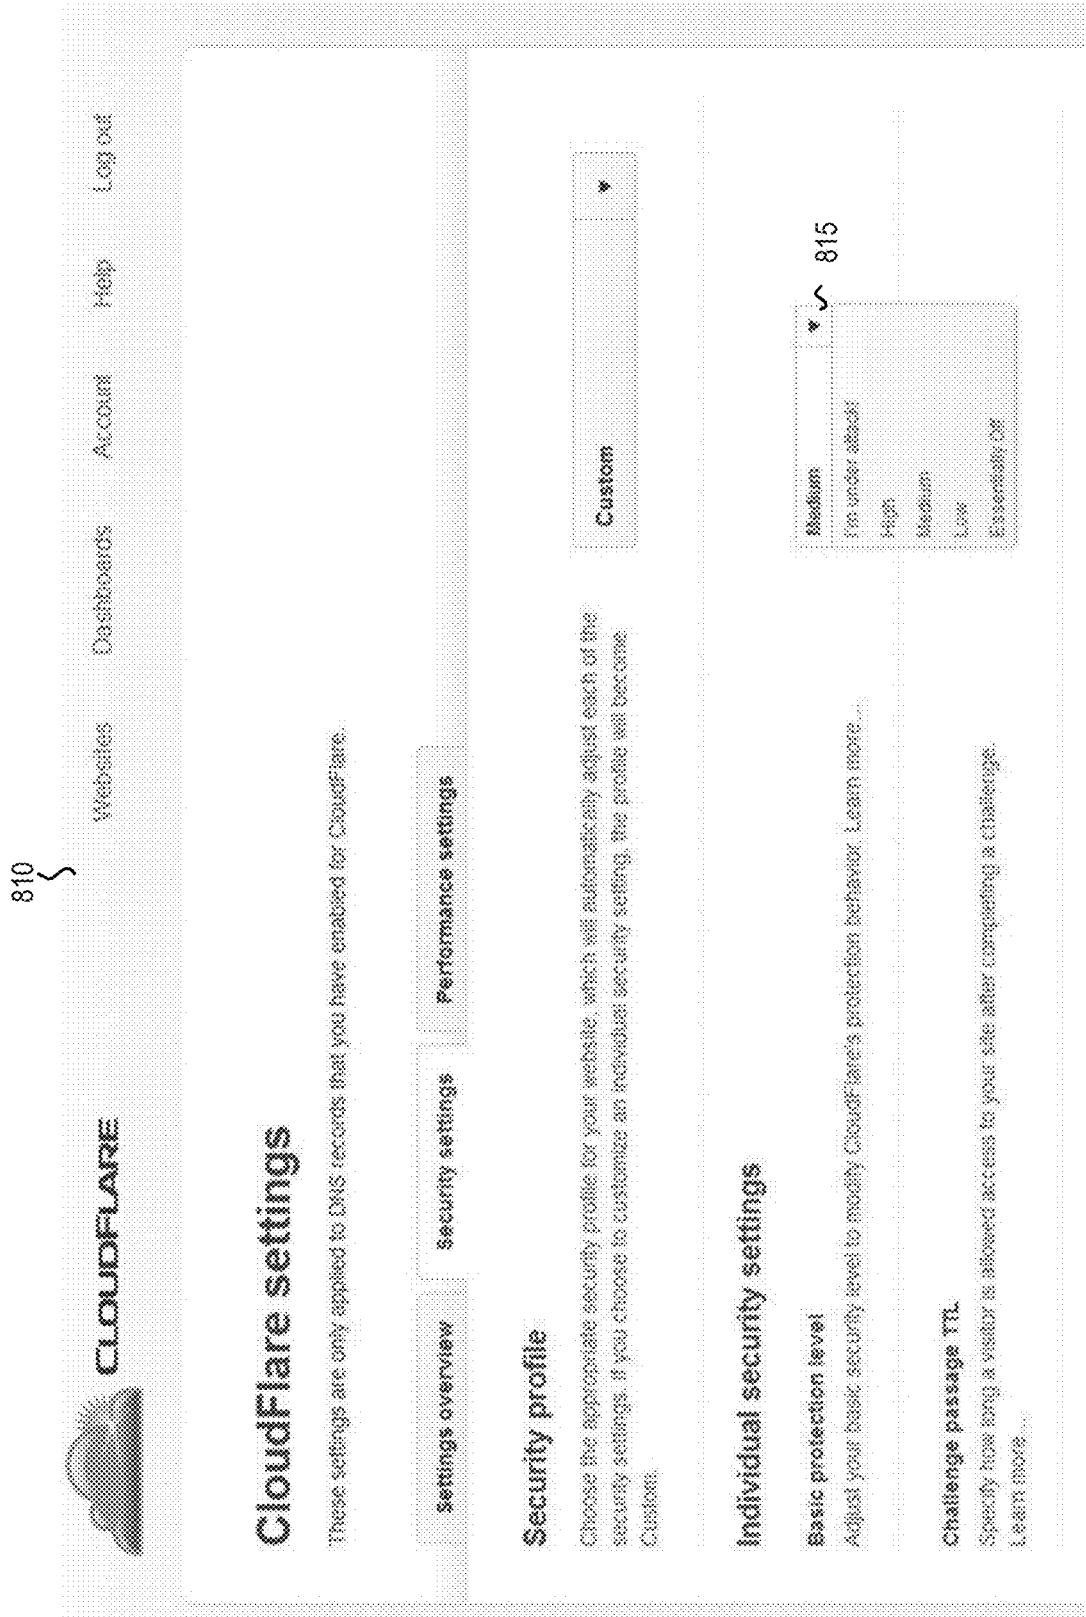 810
CLOUDFLARE
Websites Dashboards Account Help Log out
CloudFlare settings
These settings are only applied to DNS records that you have enabled for CloudFlare.
Settings overview Security settings Performance settings
Security profile
Choose the appropriate security profile for your website, which will automatically adjust each of the
security settings. If you choose to customize an individual security setting, the profile will become
Custom.
Custom
Individual security settings
Basic protection level
Adjust your basic security level to modify CloudFlare's protection behavior. Learn more...
Medium
815
I'm under attack!
High
Medium
Low
Essentially Off
Challenge passage TTL
Specify how long a visitor is allowed access to your site after completing a challenge.
Learn more...